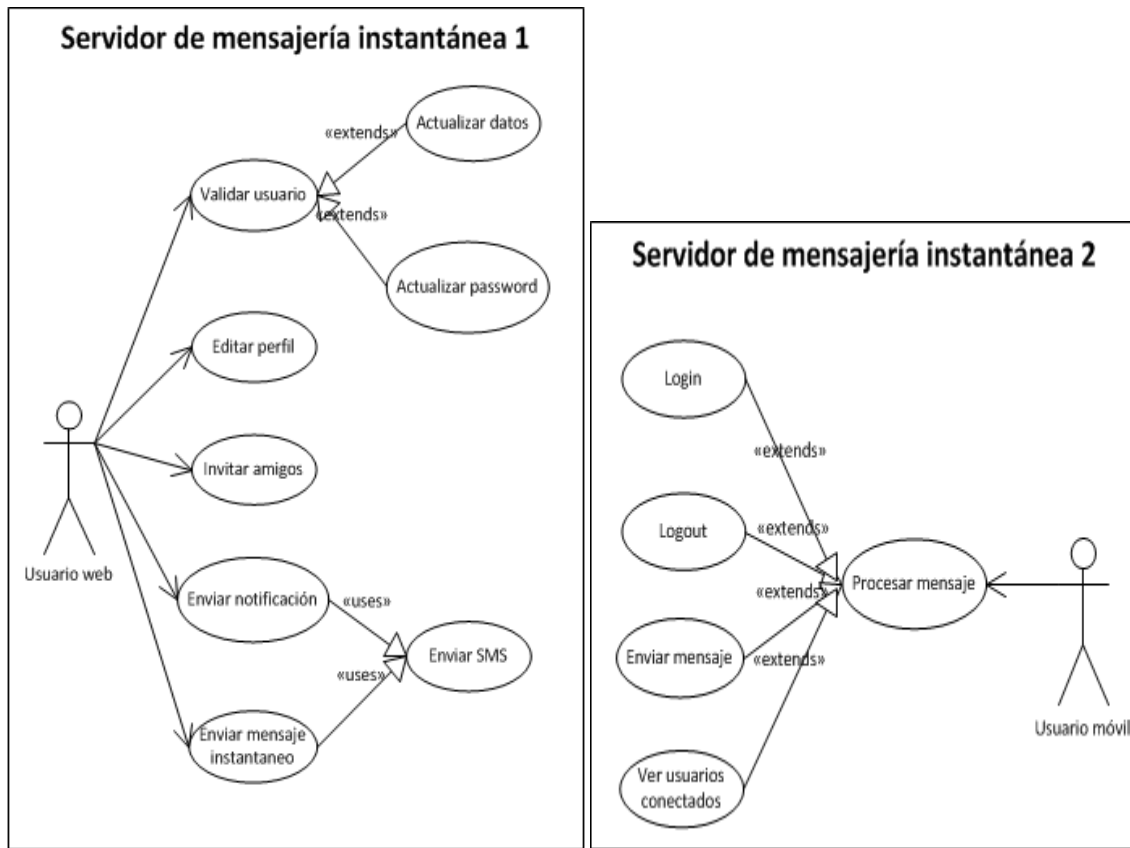 Servidor de mensajería instantánea 1
Actualizar datos
«extends»
Validar usuario
«extends»
Actualizar password
Editar perfil
Invitar amigos
Usuario web
Enviar notificación
«uses»
Enviar SMS
«uses»
Enviar mensaje
instantaneo
Servidor de mensajería instantánea 2
Login
«extends»
Logout
«extends»
Procesar mensaje
«extends»
Enviar mensaje
«extends»
Usuario móvil
Ver usuarios
conectados